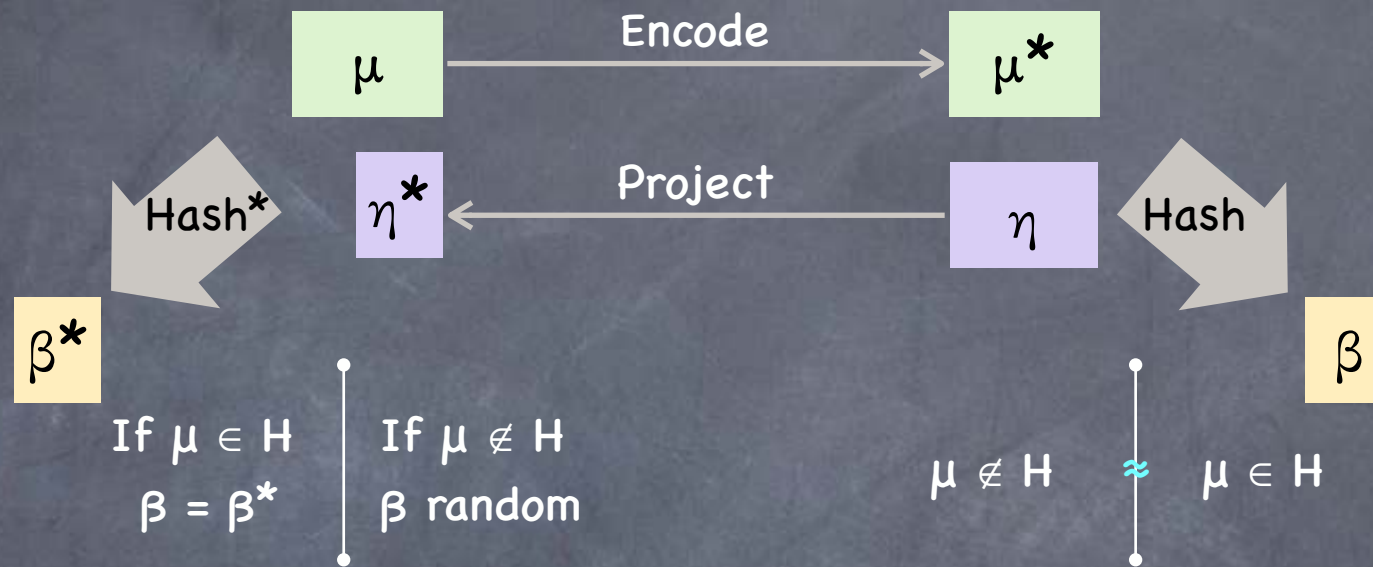 Encode
μ
μ*
Project
Hash*
η*
η
Hash
β*
β
If μ ∈ H
β = β*
If μ ∉ H
β random
μ ∉ H ≈ μ ∈ H